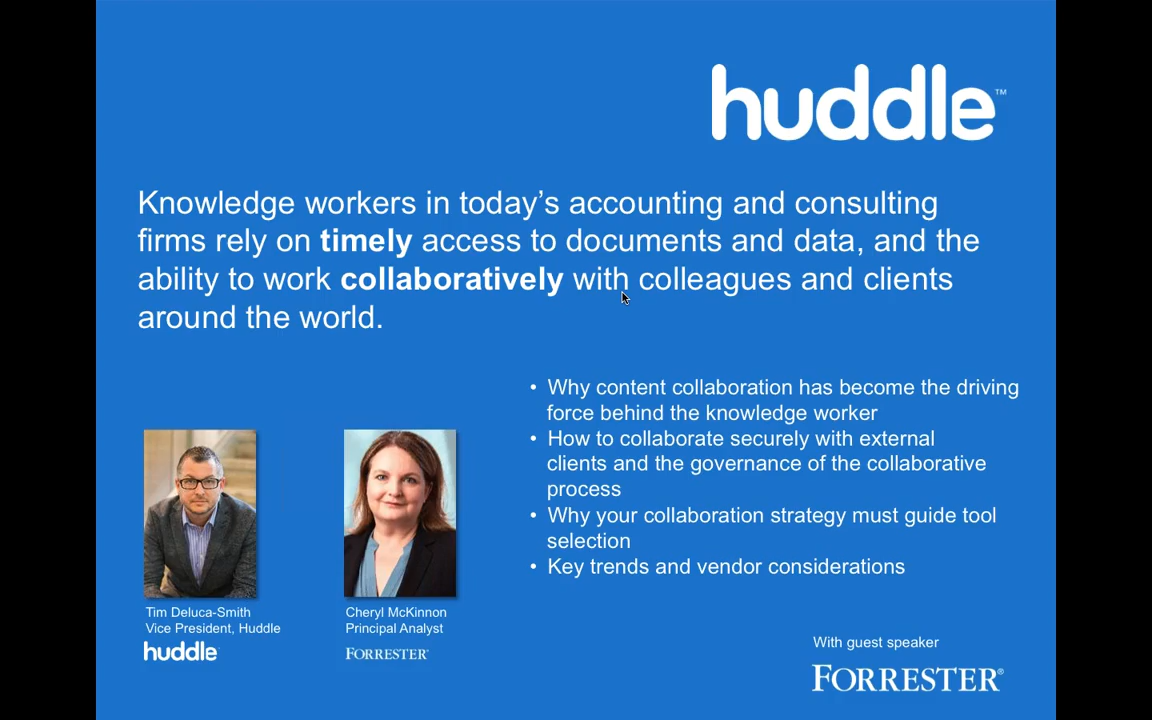 huddle™
Knowledge workers in today’s accounting and consulting
firms rely on timely access to documents and data, and the
ability to work collaboratively with colleagues and clients
around the world.
• Why content collaboration has become the driving
force behind the knowledge worker
• How to collaborate securely with external
clients and the governance of the collaborative
process
• Why your collaboration strategy must guide tool
selection
• Key trends and vendor considerations
Tim Deluca-Smith
Vice President, Huddle
huddle
Cheryl McKinnon
Principal Analyst
FORRESTER
With guest speaker
FORRESTER®